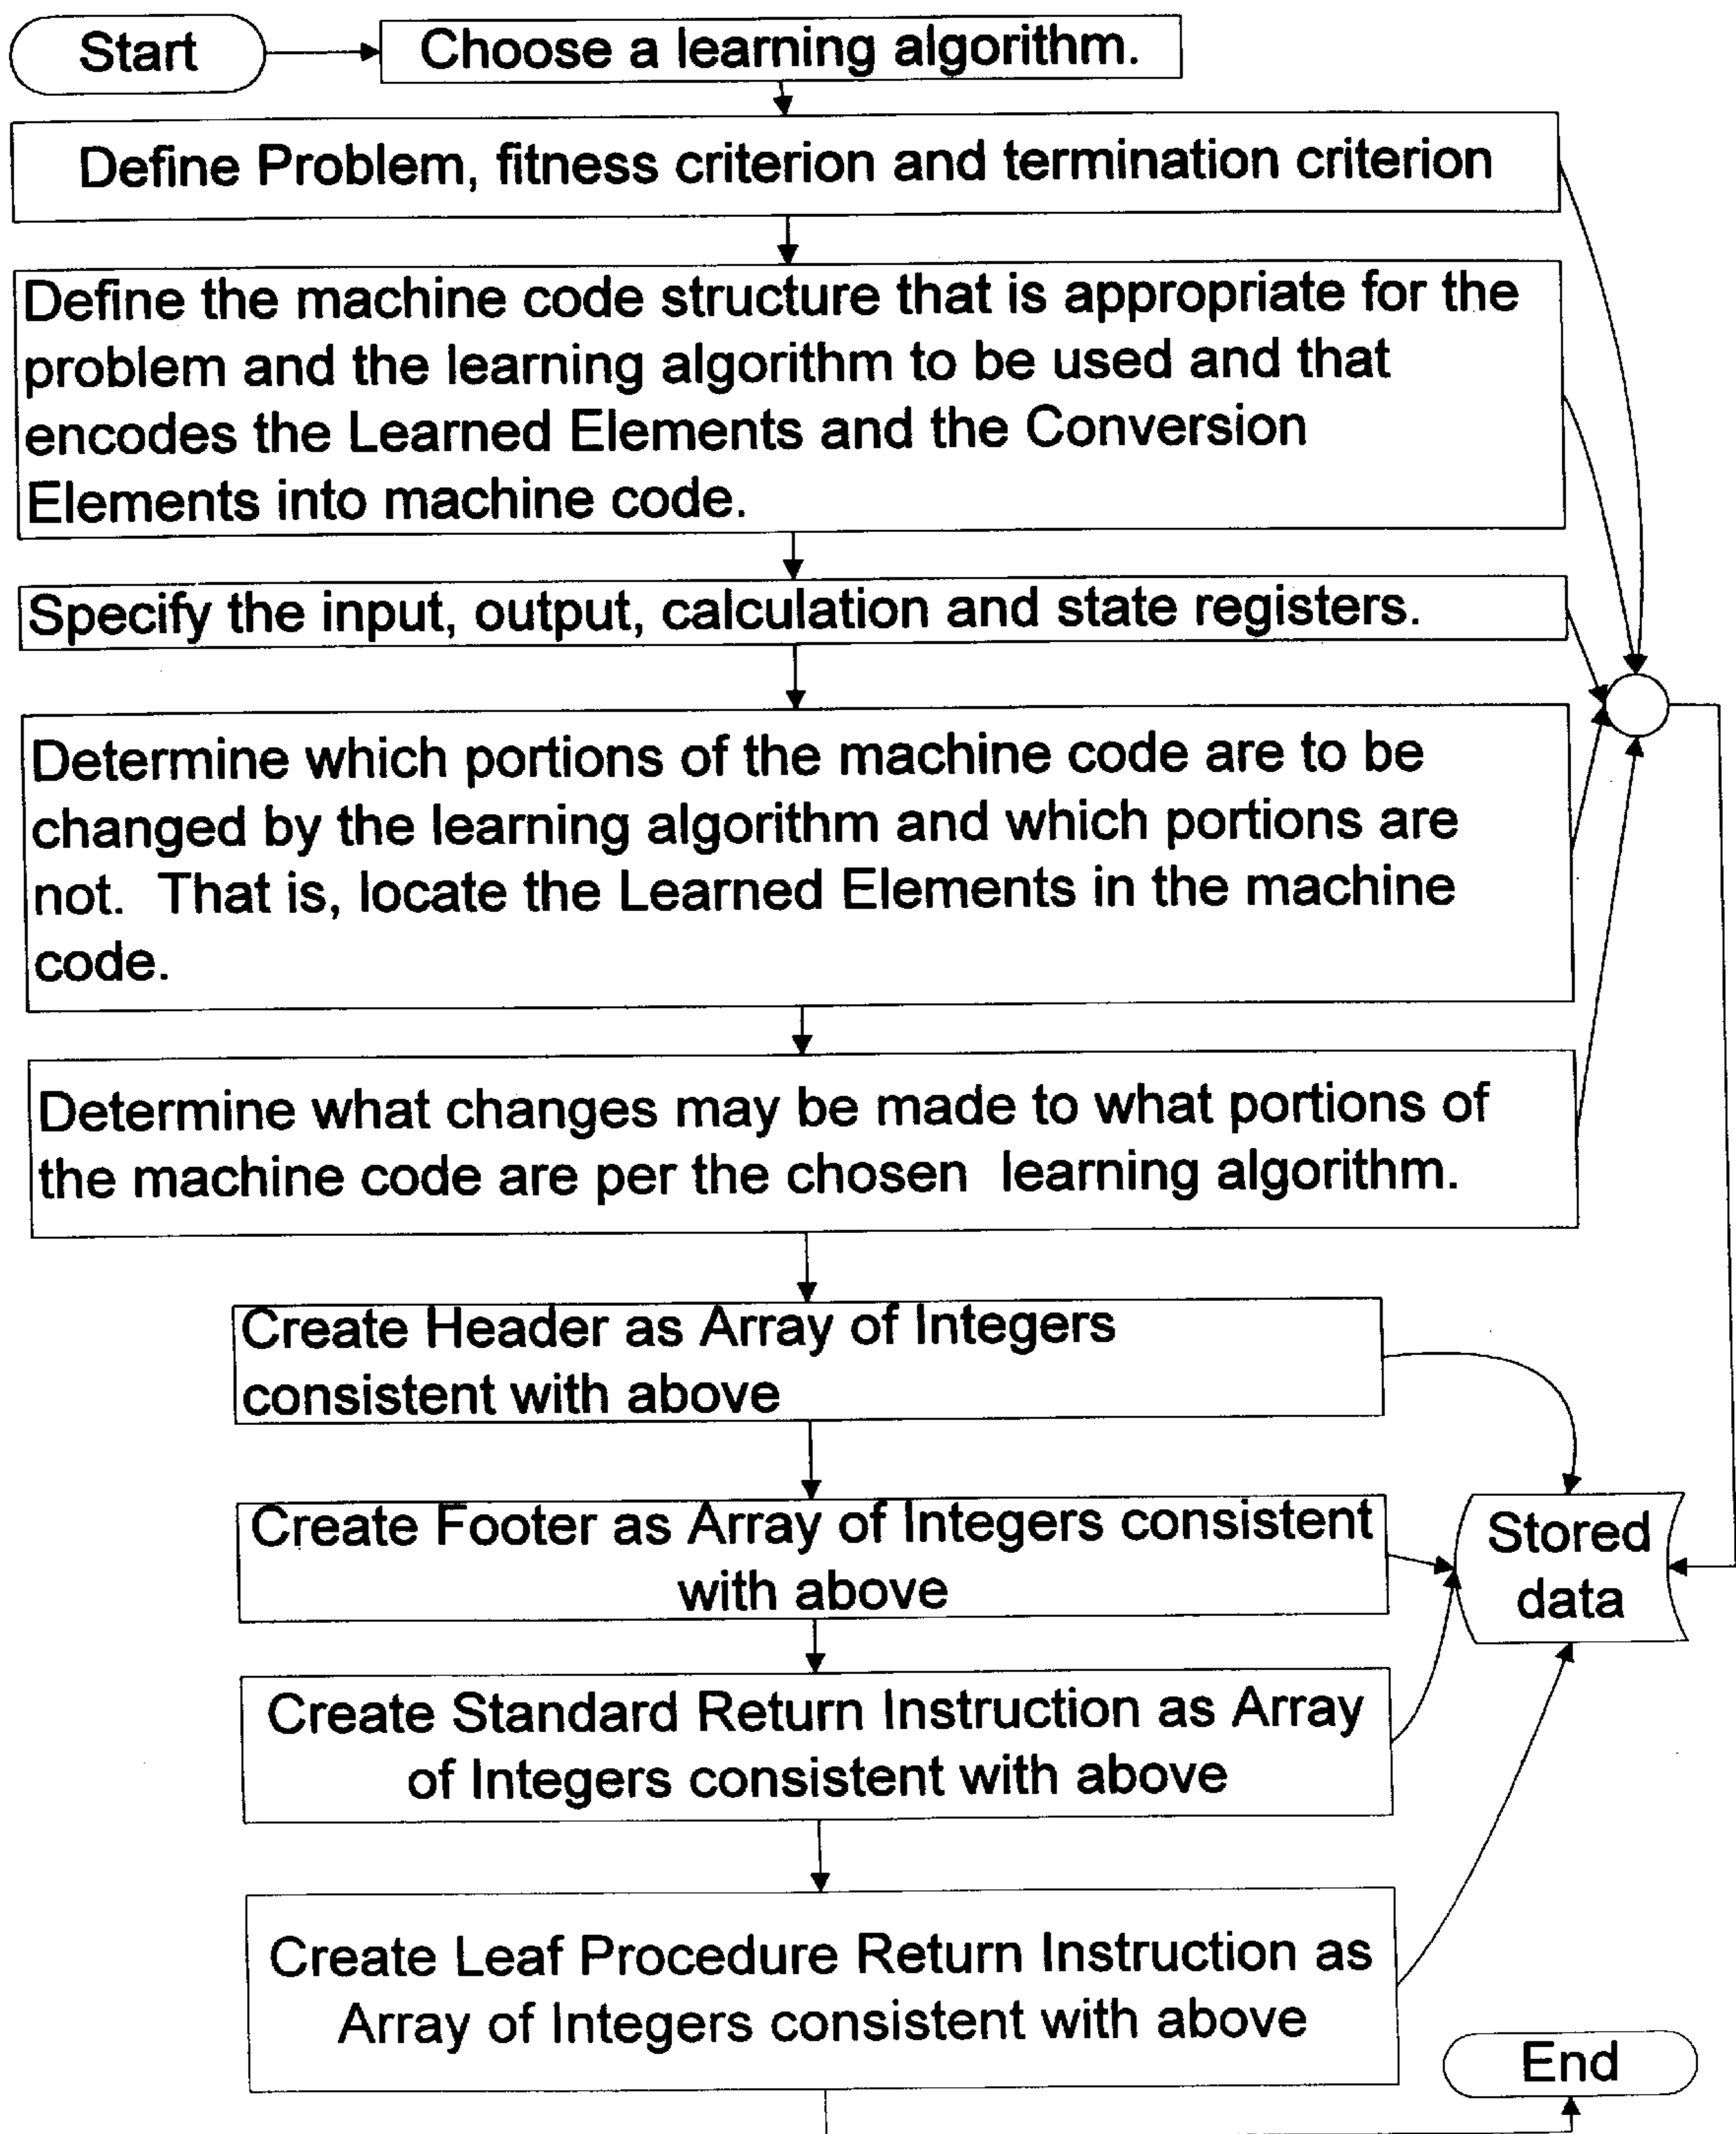 Start
Choose a learning algorithm.
Define Problem, fitness criterion and termination criterion
Define the machine code structure that is appropriate for the
problem and the learning algorithm to be used and that
encodes the Learned Elements and the Conversion
Elements into machine code.
Specify the input, output, calculation and state registers.
Determine which portions of the machine code are to be
changed by the learning algorithm and which portions are
not. That is, locate the Learned Elements in the machine
code.
Determine what changes may be made to what portions of
the machine code are per the chosen learning algorithm.
Create Header as Array of Integers
consistent with above
Create Footer as Array of Integers consistent
with above
Stored
data
Create Standard Return Instruction as Array
of Integers consistent with above
Create Leaf Procedure Return Instruction as
Array of Integers consistent with above
End